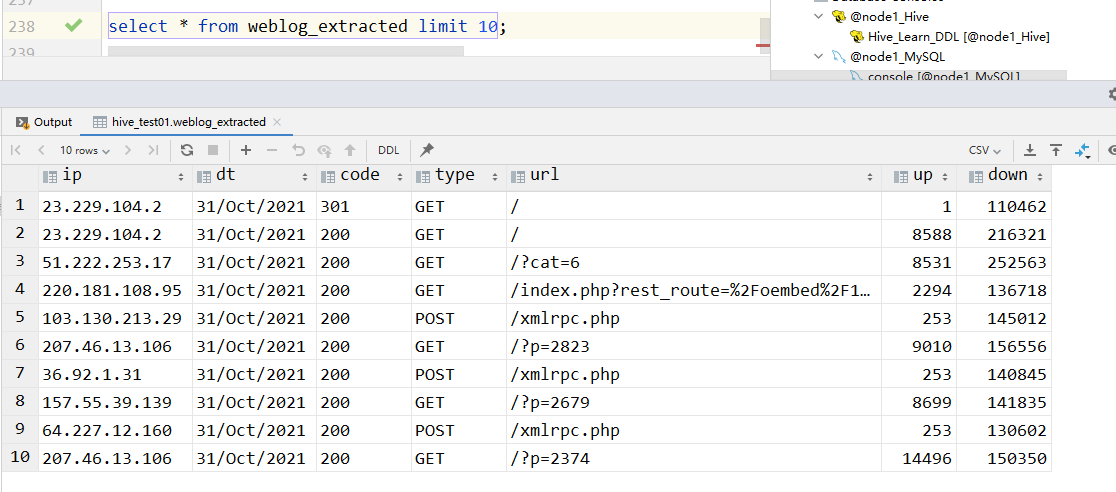 238 select * from weblog_extracted limit 10;
239
@node1_Hive
Hive_Learn_DDL [@node1_Hive]
@node1_MySQL
console [@node1_MySQL]
Output hive_test01.weblog_extracted
10 rows DDL CSV
ip dt code type url up down
1 23.229.104.2 31/Oct/2021 301 GET / 1 110462
2 23.229.104.2 31/Oct/2021 200 GET / 8588 216321
3 51.222.253.17 31/Oct/2021 200 GET /?cat=6 8531 252563
4 220.181.108.95 31/Oct/2021 200 GET /index.php?rest_route=%2Foembed%2F1… 2294 136718
5 103.130.213.29 31/Oct/2021 200 POST /xmlrpc.php 253 145012
6 207.46.13.106 31/Oct/2021 200 GET /?p=2823 9010 156556
7 36.92.1.31 31/Oct/2021 200 POST /xmlrpc.php 253 140845
8 157.55.39.139 31/Oct/2021 200 GET /?p=2679 8699 141835
9 64.227.12.160 31/Oct/2021 200 POST /xmlrpc.php 253 130602
10 207.46.13.106 31/Oct/2021 200 GET /?p=2374 14496 150350